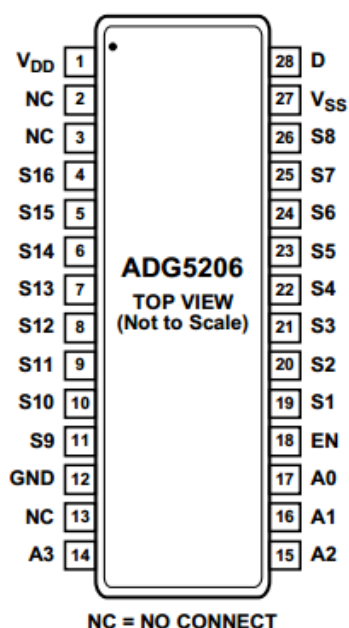 VDD 1 28 D
NC 2 27 VSS
NC 3 26 S8
S16 4 25 S7
S15 5 24 S6
S14 6 23 S5
S13 7 22 S4
S12 8 21 S3
S11 9 20 S2
S10 10 19 S1
S9 11 18 EN
GND 12 17 A0
NC 13 16 A1
A3 14 15 A2
ADG5206
TOP VIEW
(Not to Scale)
NC = NO CONNECT